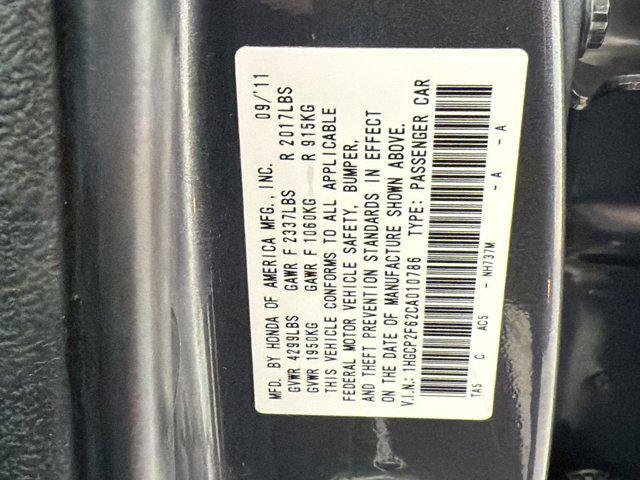 MFD. BY HONDA OF AMERICA MFG., INC. 09/'11
GVWR 4299LBS GAWR F 2337LBS R 2017LBS
GVWR 1950KG GAWR F 1060KG R 915KG
THIS VEHICLE CONFORMS TO ALL APPLICABLE
FEDERAL MOTOR VEHICLE SAFETY, BUMPER,
AND THEFT PREVENTION STANDARDS IN EFFECT
ON THE DATE OF MANUFACTURE SHOWN ABOVE.
V.I.N.: 1HGCP2F62CA010786 TYPE: PASSENGER CAR
TA5 C AC5 - NH737M - A - A